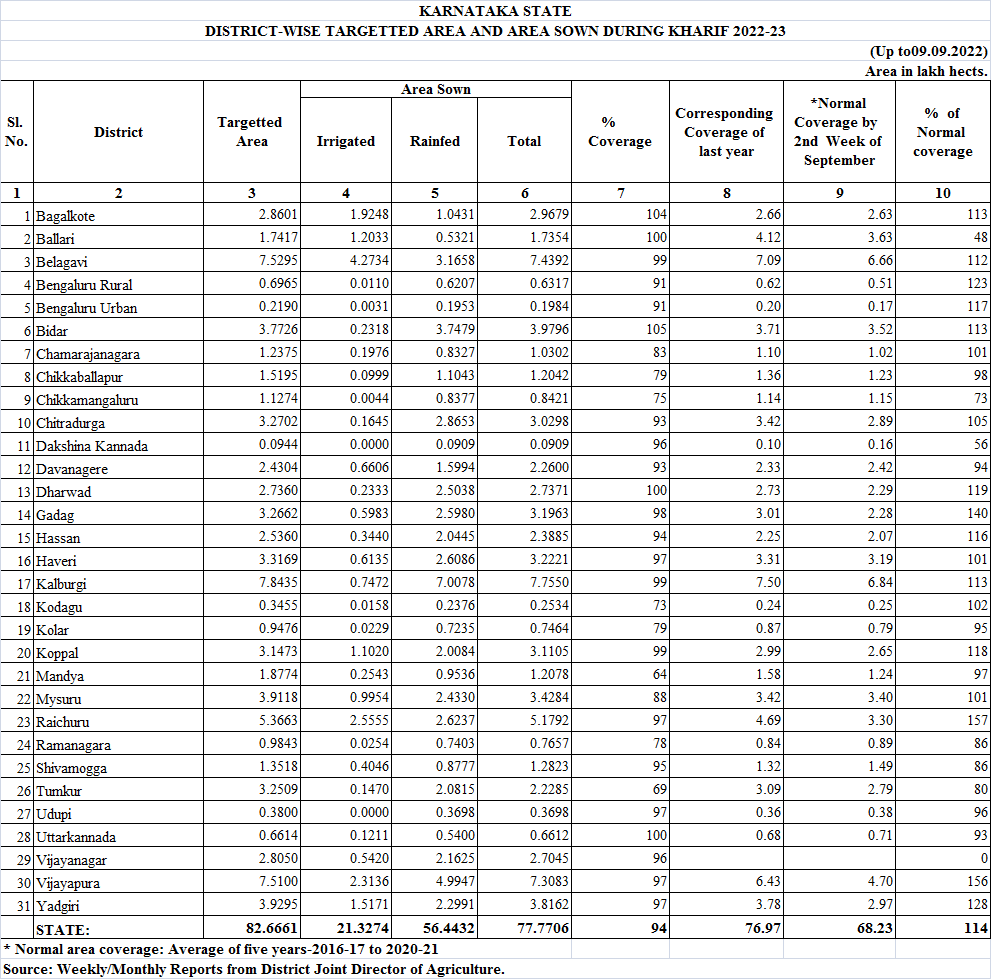 KARNATAKA STATE
DISTRICT-WISE TARGETTED AREA AND AREA SOWN DURING KHARIF 2022-23
(Up to09.09.2022)
Area in lakh hects.
Sl. No. District Targetted Area Area Sown Irrigated Rainfed Total % Coverage Corresponding Coverage of last year *Normal Coverage by 2nd Week of September % of Normal coverage
1 2 3 4 5 6 7 8 9 10
1 Bagalkote 2.8601 1.9248 1.0431 2.9679 104 2.66 2.63 113
2 Ballari 1.7417 1.2033 0.5321 1.7354 100 4.12 3.63 48
3 Belagavi 7.5295 4.2734 3.1658 7.4392 99 7.09 6.66 112
4 Bengaluru Rural 0.6965 0.0110 0.6207 0.6317 91 0.62 0.51 123
5 Bengaluru Urban 0.2190 0.0031 0.1953 0.1984 91 0.20 0.17 117
6 Bidar 3.7726 0.2318 3.7479 3.9796 105 3.71 3.52 113
7 Chamarajanagara 1.2375 0.1976 0.8327 1.0302 83 1.10 1.02 101
8 Chikkaballapur 1.5195 0.0999 1.1043 1.2042 79 1.36 1.23 98
9 Chikkamangaluru 1.1274 0.0044 0.8377 0.8421 75 1.14 1.15 73
10 Chitradurga 3.2702 0.1645 2.8653 3.0298 93 3.42 2.89 105
11 Dakshina Kannada 0.0944 0.0000 0.0909 0.0909 96 0.10 0.16 56
12 Davanagere 2.4304 0.6606 1.5994 2.2600 93 2.33 2.42 94
13 Dharwad 2.7360 0.2333 2.5038 2.7371 100 2.73 2.29 119
14 Gadag 3.2662 0.5983 2.5980 3.1963 98 3.01 2.28 140
15 Hassan 2.5360 0.3440 2.0445 2.3885 94 2.25 2.07 116
16 Haveri 3.3169 0.6135 2.6086 3.2221 97 3.31 3.19 101
17 Kalburgi 7.8435 0.7472 7.0078 7.7550 99 7.50 6.84 113
18 Kodagu 0.3455 0.0158 0.2376 0.2534 73 0.24 0.25 102
19 Kolar 0.9476 0.0229 0.7235 0.7464 79 0.87 0.79 95
20 Koppal 3.1473 1.1020 2.0084 3.1105 99 2.99 2.65 118
21 Mandya 1.8774 0.2543 0.9536 1.2078 64 1.58 1.24 97
22 Mysuru 3.9118 0.9954 2.4330 3.4284 88 3.42 3.40 101
23 Raichuru 5.3663 2.5555 2.6237 5.1792 97 4.69 3.30 157
24 Ramanagara 0.9843 0.0254 0.7403 0.7657 78 0.84 0.89 86
25 Shivamogga 1.3518 0.4046 0.8777 1.2823 95 1.32 1.49 86
26 Tumkur 3.2509 0.1470 2.0815 2.2285 69 3.09 2.79 80
27 Udupi 0.3800 0.0000 0.3698 0.3698 97 0.36 0.38 96
28 Uttarkannada 0.6614 0.1211 0.5400 0.6612 100 0.68 0.71 93
29 Vijayanagar 2.8050 0.5420 2.1625 2.7045 96 0
30 Vijayapura 7.5100 2.3136 4.9947 7.3083 97 6.43 4.70 156
31 Yadgiri 3.9295 1.5171 2.2991 3.8162 97 3.78 2.97 128
STATE: 82.6661 21.3274 56.4432 77.7706 94 76.97 68.23 114
* Normal area coverage: Average of five years-2016-17 to 2020-21
Source: Weekly/Monthly Reports from District Joint Director of Agriculture.